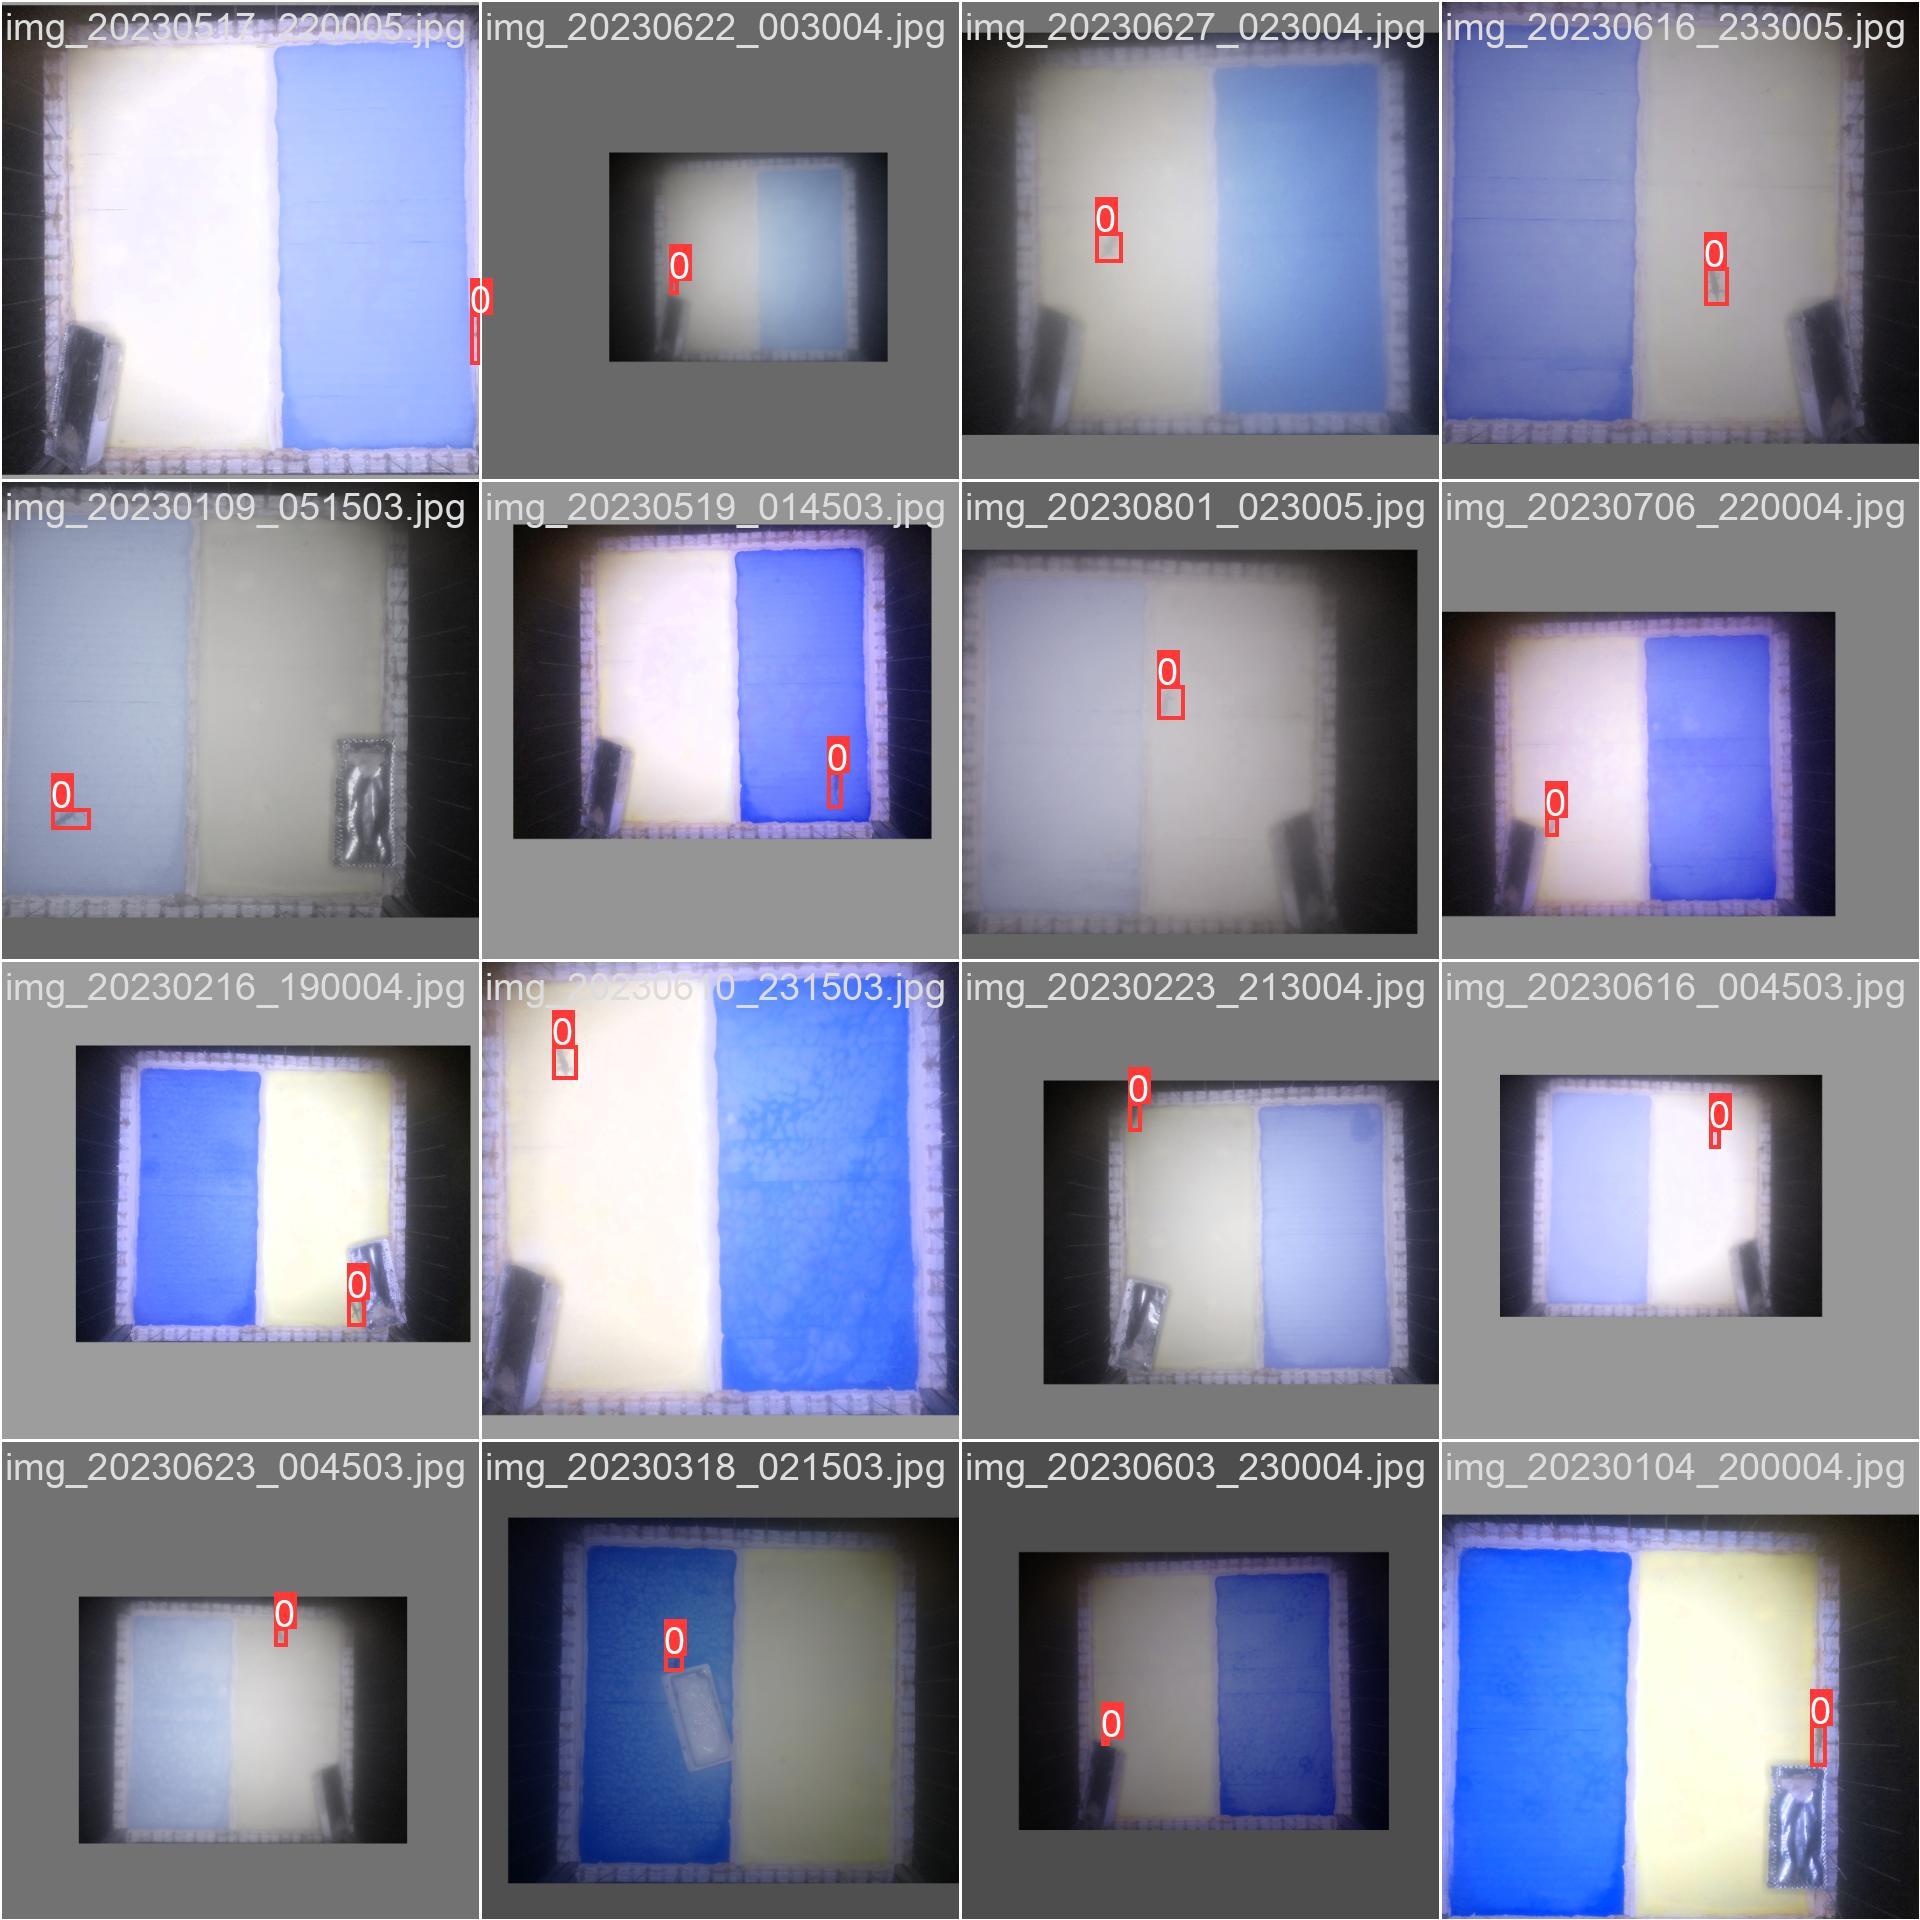 img_20230517_220005.jpg
img_20230622_003004.jpg
img_20230627_023004.jpg
img_20230616_233005.jpg
0
0
0
0
img_20230109_051503.jpg
img_20230519_014503.jpg
img_20230801_023005.jpg
img_20230706_220004.jpg
0
0
0
0
img_20230216_190004.jpg
img_20230610_231503.jpg
img_20230223_213004.jpg
img_20230616_004503.jpg
0
0
0
0
img_20230623_004503.jpg
img_20230318_021503.jpg
img_20230603_230004.jpg
img_20230104_200004.jpg
0
0
0
0